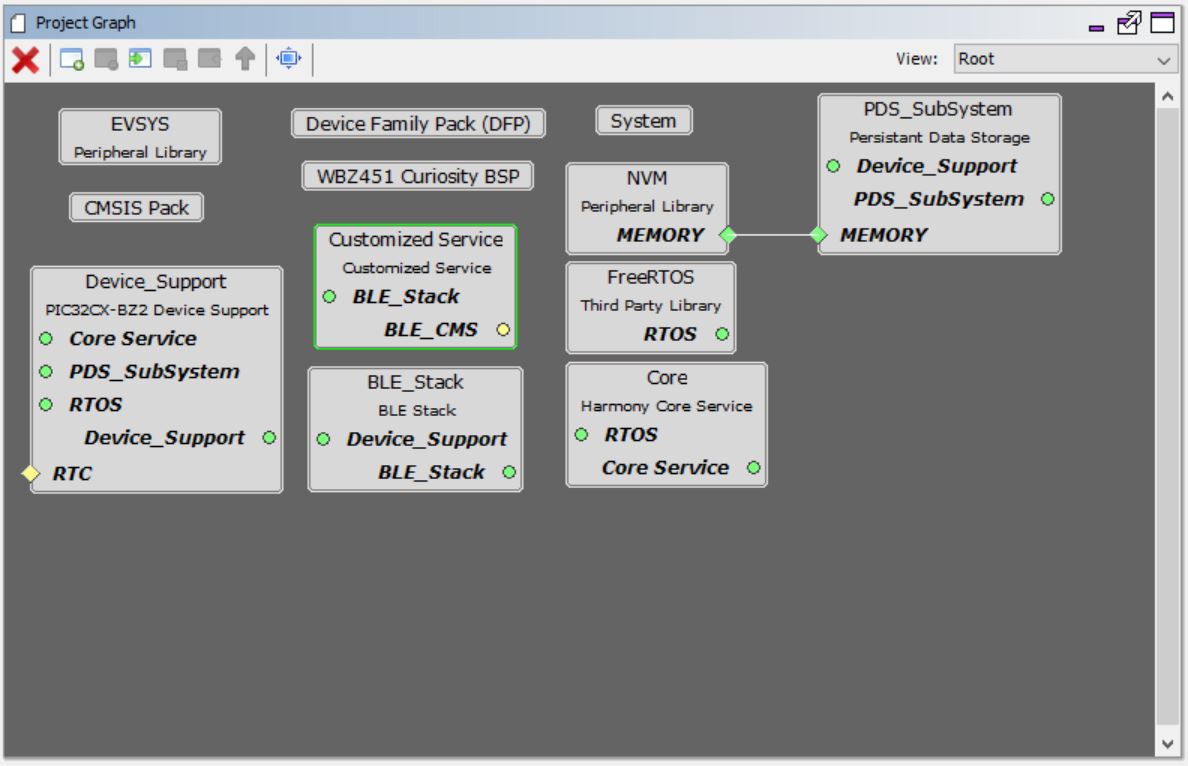 Project Graph
View: Root
EVSYS
Peripheral Library
CMSIS Pack
Device Family Pack (DFP)
WBZ451 Curiosity BSP
System
PDS_SubSystem
Persistant Data Storage
Device_Support
PDS_SubSystem
MEMORY
NVM
Peripheral Library
MEMORY
Customized Service
Customized Service
BLE_Stack
BLE_CMS
FreeRTOS
Third Party Library
RTOS
Device_Support
PIC32CX-BZ2 Device Support
Core Service
PDS_SubSystem
RTOS
Device_Support
RTC
BLE_Stack
BLE Stack
Device_Support
BLE_Stack
Core
Harmony Core Service
RTOS
Core Service